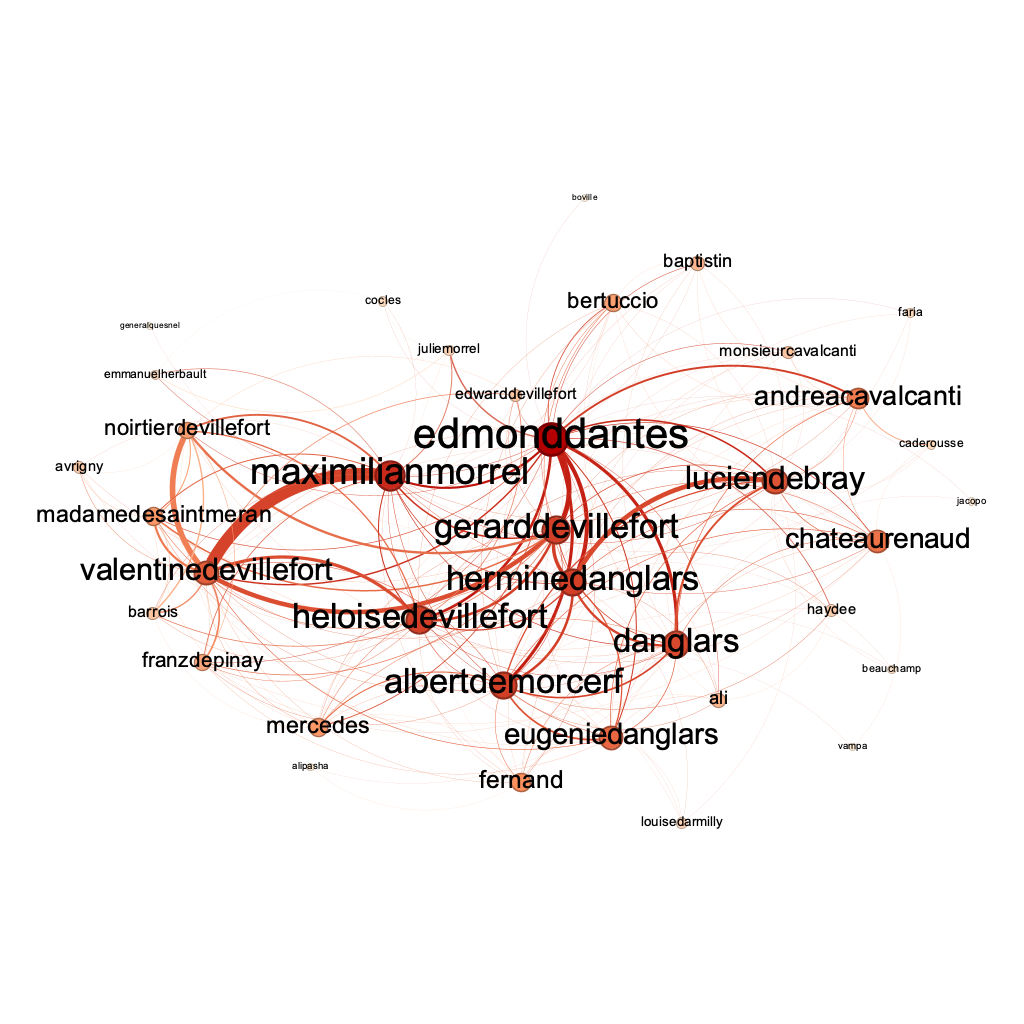 boville
baptistin
cocles
bertuccio
faria
generalquesnel
juliemorrel
monsieurcavalcanti
emmanuelherbault
edwarddevillefort
andreacavalcanti
noirtierdevillefort
edmonddantes
caderousse
avrigny
maximilianmorrel
luciendebray
jacopo
madamedesaintmeran
gerarddevillefort
chateaurenaud
valentinedevillefort
herminedanglars
barrois
heloisedevillefort
haydee
franzdepinay
danglars
beauchamp
albertdemorcerf
ali
mercedes
eugeniedanglars
vampa
alipasha
fernand
louisedarmilly